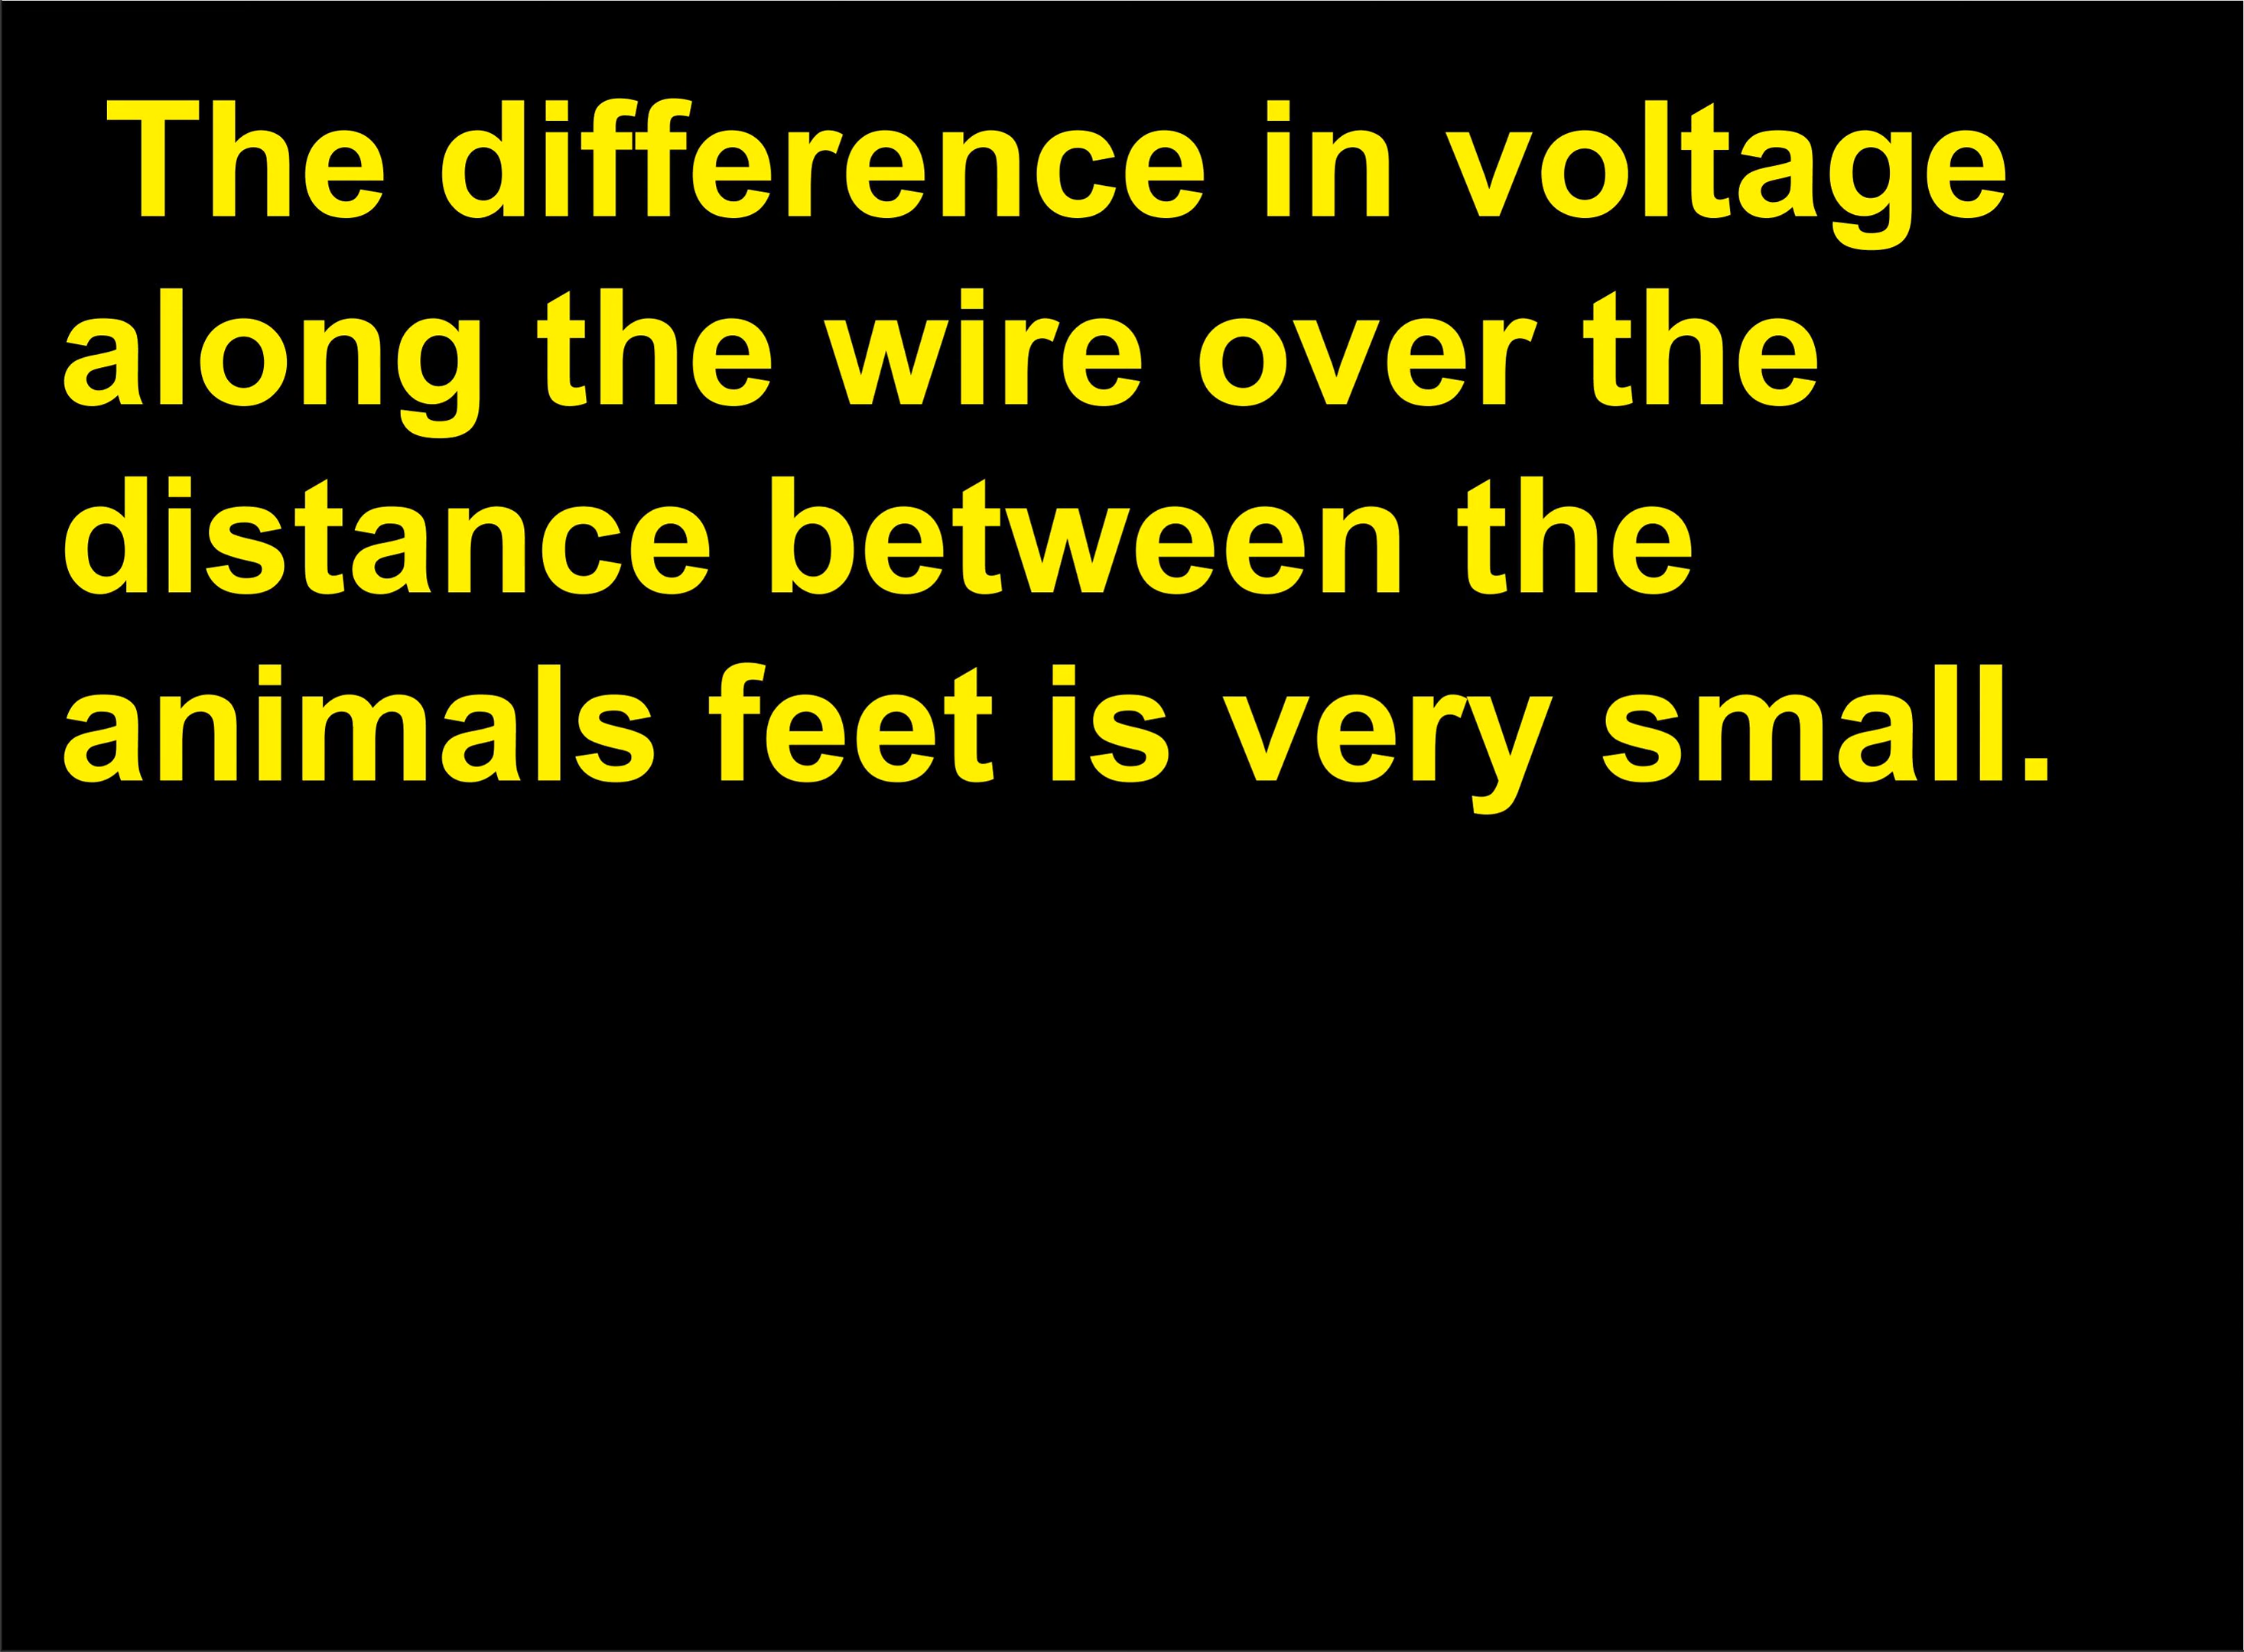 The difference in voltage
along the wire over the
distance between the
animals feet is very small.